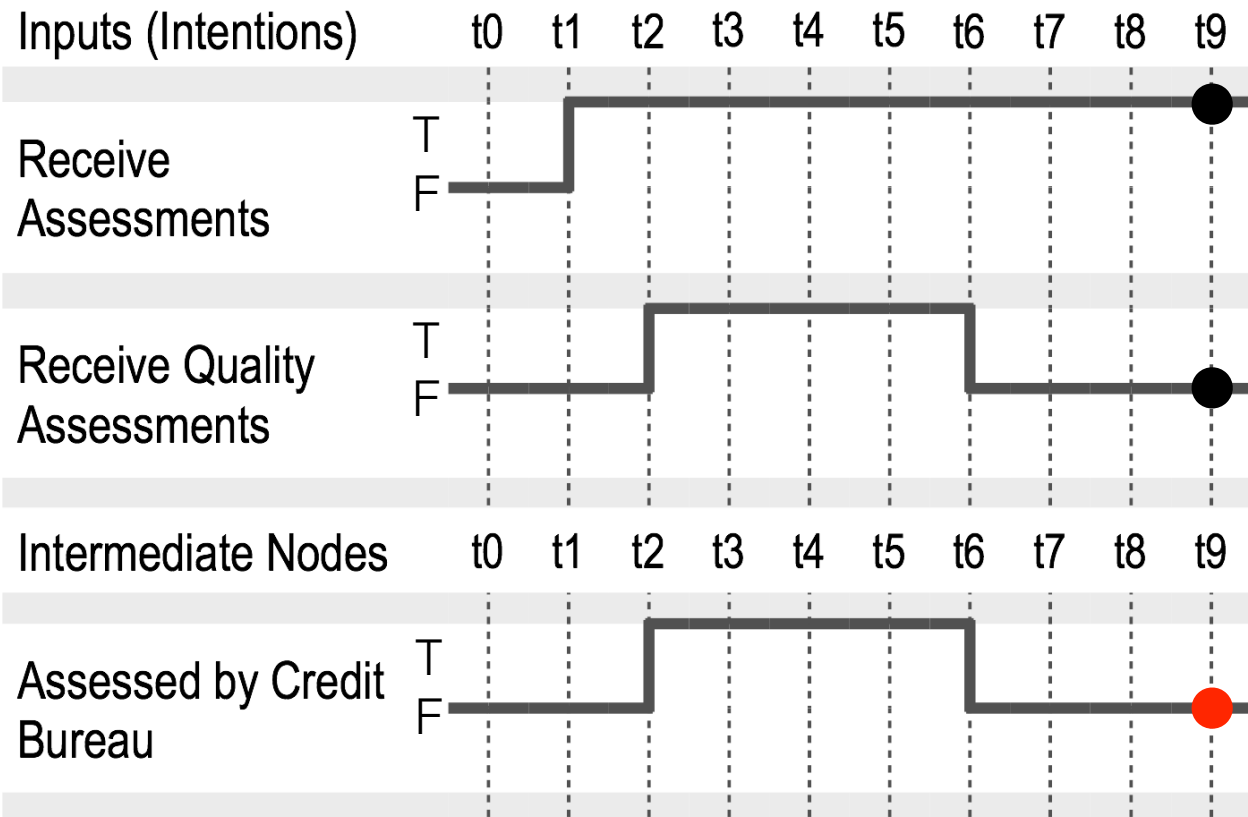 Inputs (Intentions) t0 t1 t2 t3 t4 t5 t6 t7 t8 t9
T
Receive
F
Assessments
T
Receive Quality
F
Assessments
Intermediate Nodes t0 t1 t2 t3 t4 t5 t6 t7 t8 t9
T
Assessed by Credit
F
Bureau